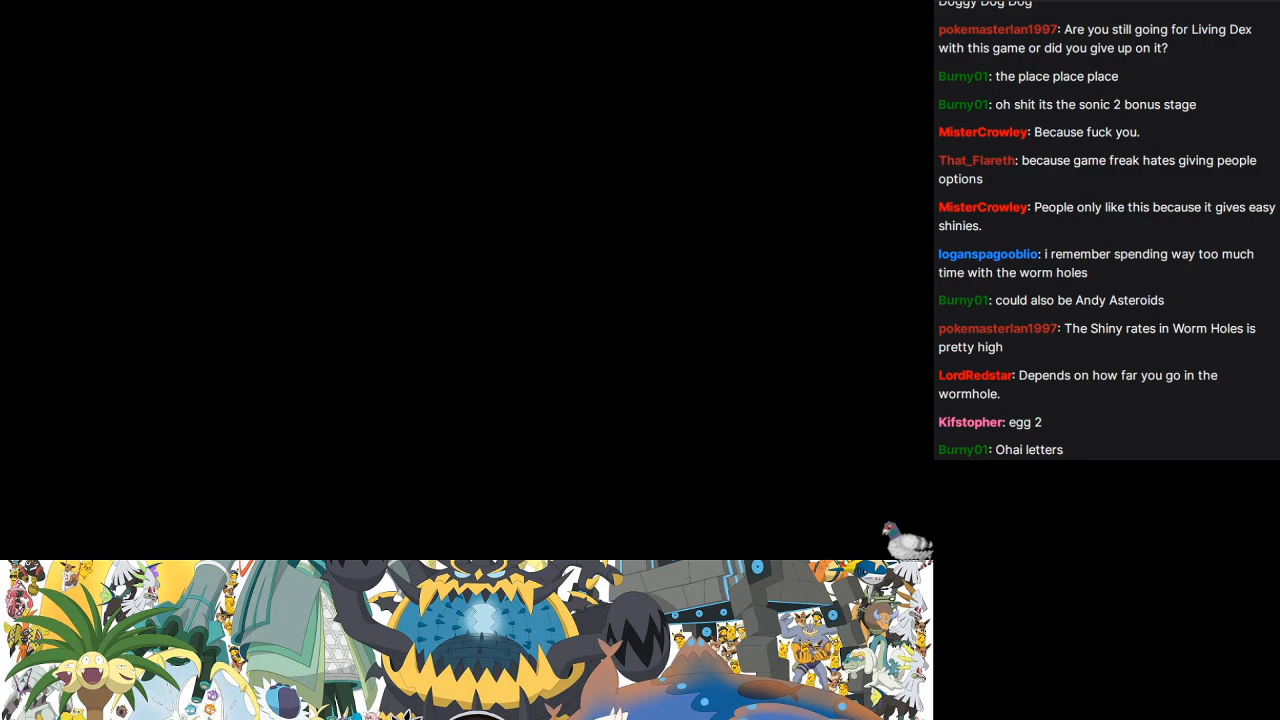 Doggy Dog Dog
pokemasterlan1997: Are you still going for Living Dex
with this game or did you give up on it?
Burny01: the place place place
Burny01: oh shit its the sonic 2 bonus stage
MisterCrowley: Because fuck you.
That_Flareth: because game freak hates giving people
options
MisterCrowley: People only like this because it gives easy
shinies.
loganspagooblio: i remember spending way too much
time with the worm holes
Burny01: could also be Andy Asteroids
pokemasterlan1997: The Shiny rates in Worm Holes is
pretty high
LordRedstar: Depends on how far you go in the
wormhole.
Kifstopher: egg 2
Burny01: Ohai letters